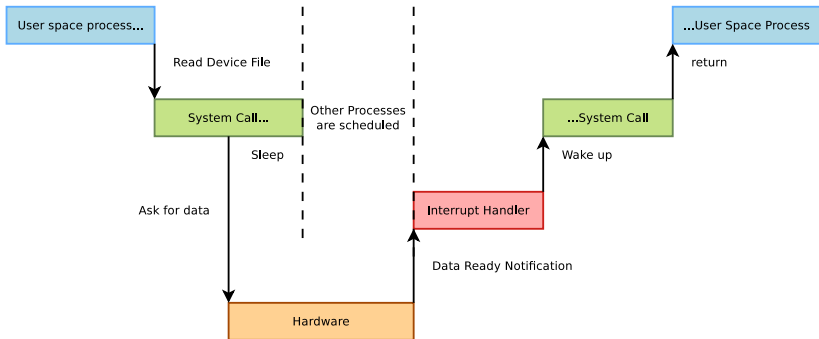 User space process...
...User Space Process
Read Device File
return
System Call...
Other Processes
are scheduled
...System Call
Sleep
Wake up
Ask for data
Interrupt Handler
Data Ready Notification
Hardware